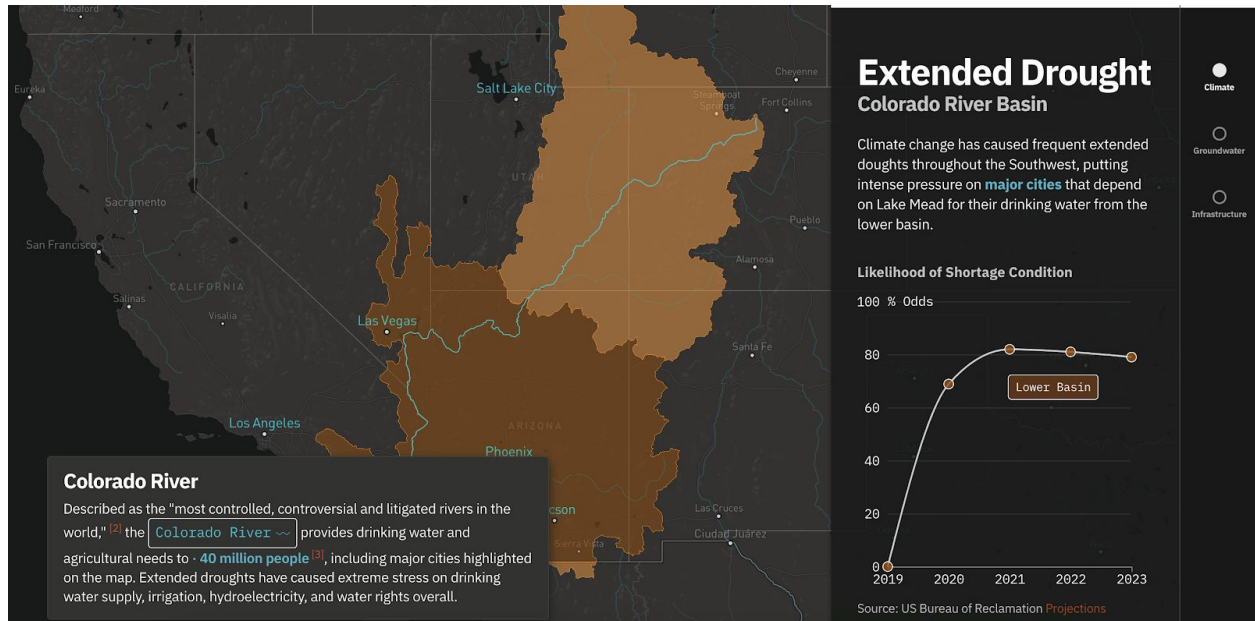 Medford
Eureka
Sacramento
San Francisco
Salinas
CALIFORNIA
Visalia
Los Angeles
Las Vegas
Salt Lake City
UTAH
Steamboat
Springs
Cheyenne
Fort Collins
Pueblo
Alamosa
Santa Fe
ARIZONA
Phoenix
cson
Sierra Vista
Las Cruces
Ciudad Juárez
Colorado River
Described as the "most controlled, controversial and litigated rivers in the
world," [2] the Colorado River provides drinking water and
agricultural needs to · 40 million people [3], including major cities highlighted
on the map. Extended droughts have caused extreme stress on drinking
water supply, irrigation, hydroelectricity, and water rights overall.
Extended Drought
Colorado River Basin
Climate change has caused frequent extended
doughts throughout the Southwest, putting
intense pressure on major cities that depend
on Lake Mead for their drinking water from the
lower basin.
Likelihood of Shortage Condition
100 % Odds
80
60
40
20
0
Lower Basin
2019 2020 2021 2022 2023
Source: US Bureau of Reclamation Projections
Climate
Groundwater
Infrastructure